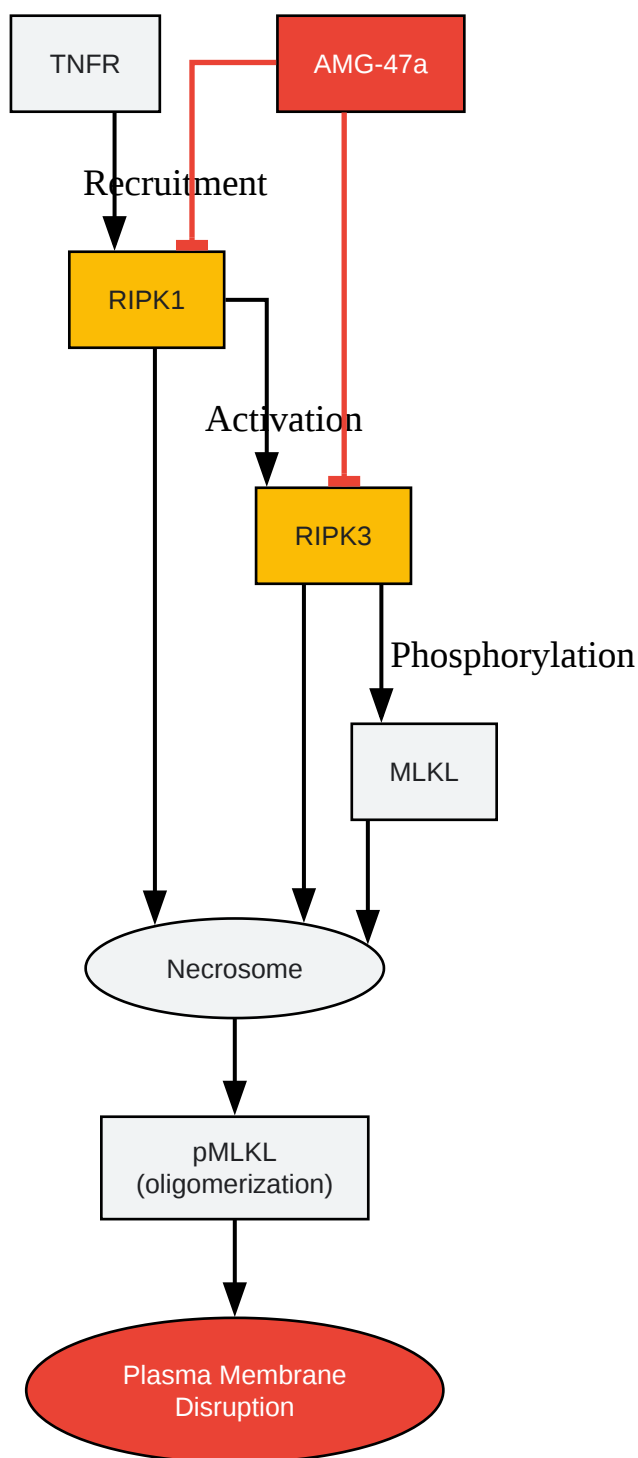 TNFR
AMG-47a
Recruitment
RIPK1
Activation
RIPK3
Phosphorylation
MLKL
Necrosome
pMLKL
(oligomerization)
Plasma Membrane
Disruption